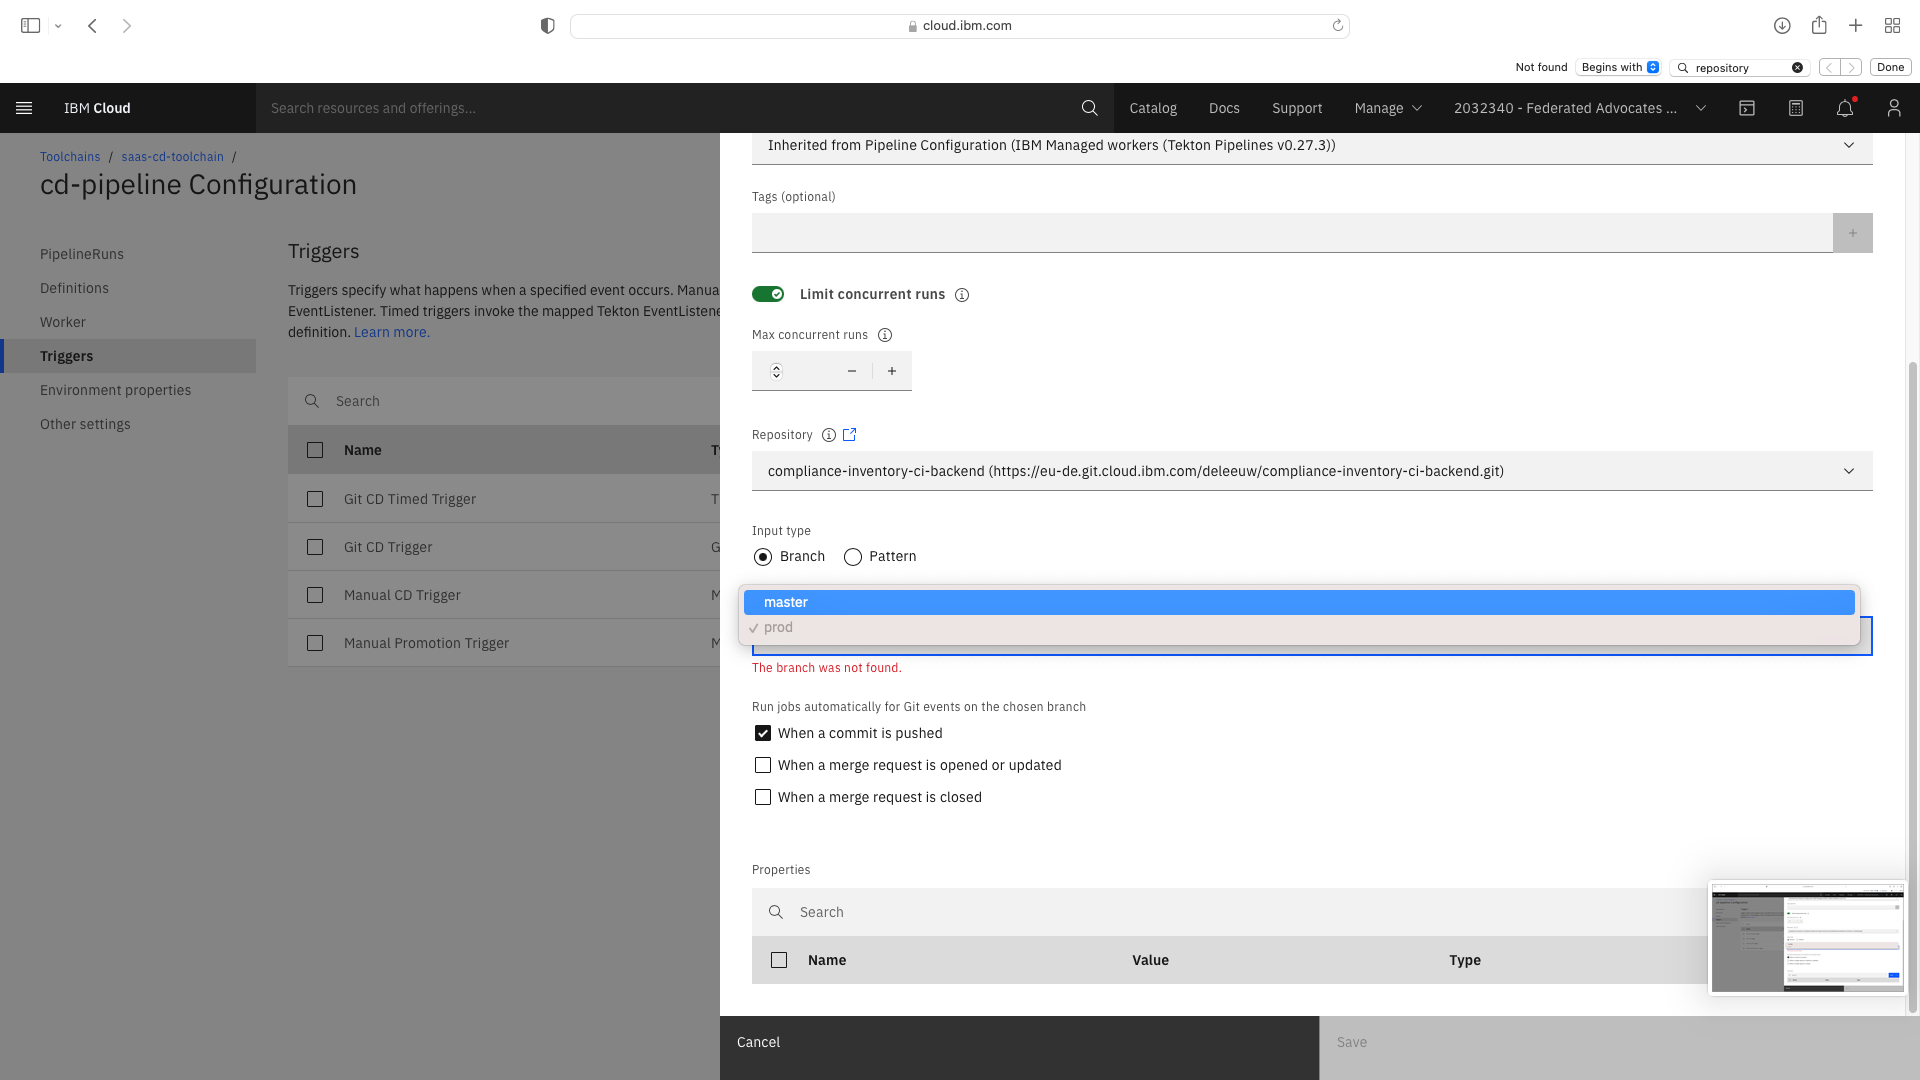 cloud.ibm.com
Not found
Begins with
repository
Done
IBM Cloud
Search resources and offerings...
Catalog
Docs
Support
Manage
2032340 - Federated Advocates ...
Toolchains / saas-cd-toolchain /
cd-pipeline Configuration
PipelineRuns
Definitions
Worker
Triggers
Environment properties
Other settings
Triggers
Triggers specify what happens when a specified event occurs. Manua
EventListener. Timed triggers invoke the mapped Tekton EventListene
definition. Learn more.
Search
Name
Git CD Timed Trigger
T
Git CD Trigger
G
Manual CD Trigger
M
Manual Promotion Trigger
M
Inherited from Pipeline Configuration (IBM Managed workers (Tekton Pipelines v0.27.3))
Tags (optional)
Limit concurrent runs
Max concurrent runs
Repository
compliance-inventory-ci-backend (https://eu-de.git.cloud.ibm.com/deleeuw/compliance-inventory-ci-backend.git)
Input type
Branch
Pattern
master
prod
The branch was not found.
Run jobs automatically for Git events on the chosen branch
When a commit is pushed
When a merge request is opened or updated
When a merge request is closed
Properties
Search
Name
Value
Type
Cancel
Save